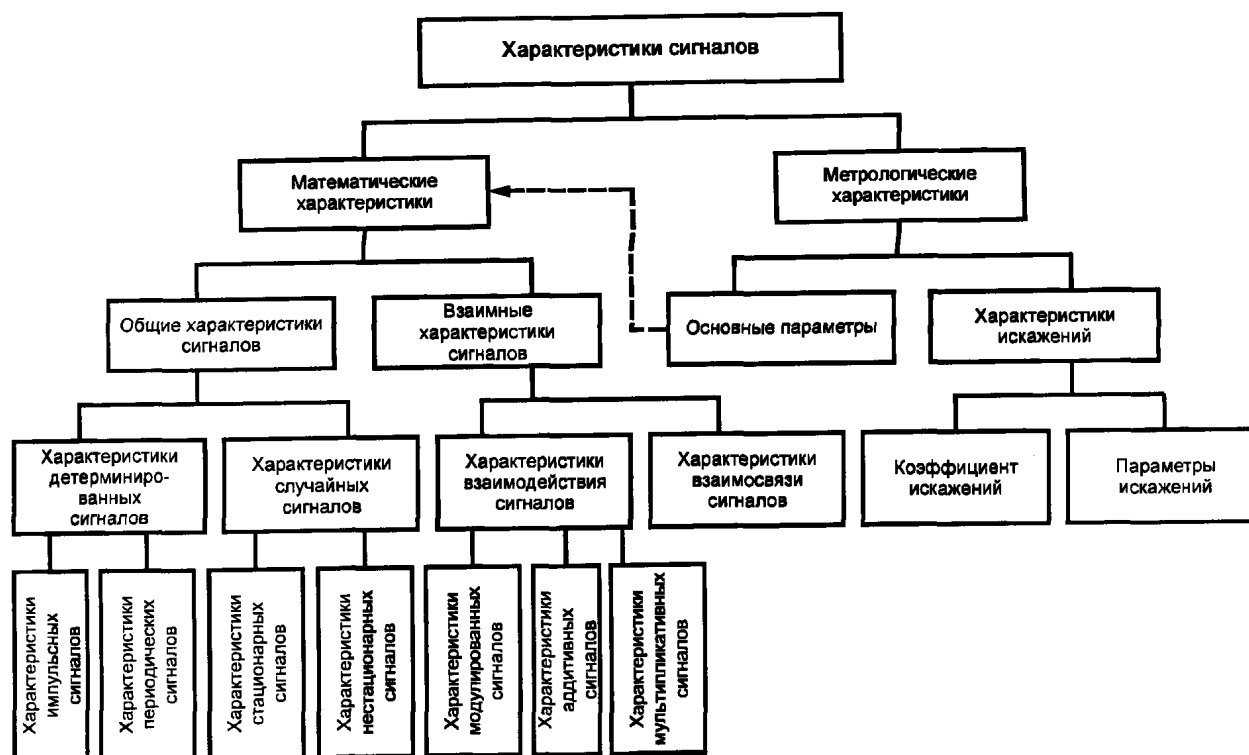 Характеристики сигналов
Математические
характеристики
Метрологические
характеристики
Общие характеристики
сигналов
Взаимные
характеристики
сигналов
Основные параметры
Характеристики
искажений
Характеристики
детерминиро-
ванных
сигналов
Характеристики
случайных
сигналов
Характеристики
взаимодействия
сигналов
Характеристики
взаимосвязи
сигналов
Коэффициент
искажений
Параметры
искажений
Характеристики
импульсных
сигналов
Характеристики
периодических
сигналов
Характеристики
стационарных
сигналов
Характеристики
нестационарных
сигналов
Характеристики
модулированных
сигналов
Характеристики
аддитивных
сигналов
Характеристики
мультипликативных
сигналов